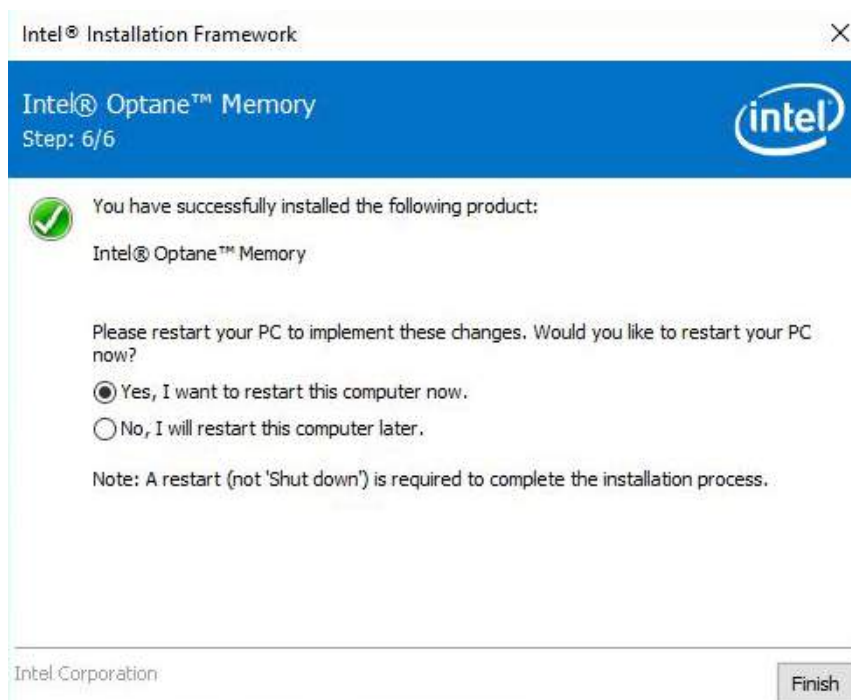 Intel® Installation Framework
Intel® Optane™ Memory
Step: 6/6
intel
You have successfully installed the following product:
Intel® Optane™ Memory
Please restart your PC to implement these changes. Would you like to restart your PC
now?
Yes, I want to restart this computer now.
No, I will restart this computer later.
Note: A restart (not 'Shut down') is required to complete the installation process.
Intel Corporation
Finish